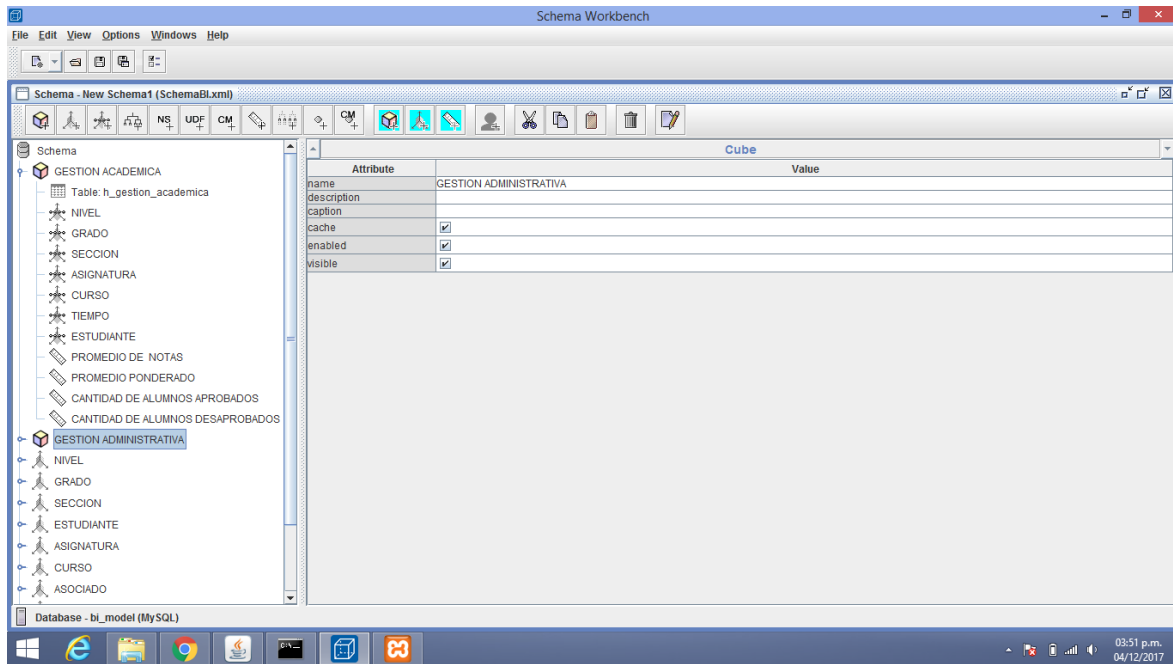 Schema Workbench
File Edit View Options Windows Help
Schema - New Schema1 (SchemaBI.xml)
NS UDF CM CM
Schema
GESTION ACADEMICA
Table: h_gestion_academica
NIVEL
GRADO
SECCION
ASIGNATURA
CURSO
TIEMPO
ESTUDIANTE
PROMEDIO DE NOTAS
PROMEDIO PONDERADO
CANTIDAD DE ALUMNOS APROBADOS
CANTIDAD DE ALUMNOS DESAPROBADOS
GESTION ADMINISTRATIVA
NIVEL
GRADO
SECCION
ESTUDIANTE
ASIGNATURA
CURSO
ASOCIADO
Cube
Attribute Value
name GESTION ADMINISTRATIVA
description
caption
cache
enabled
visible
Database - bi_model (MySQL)
03:51 p.m.
04/12/2017